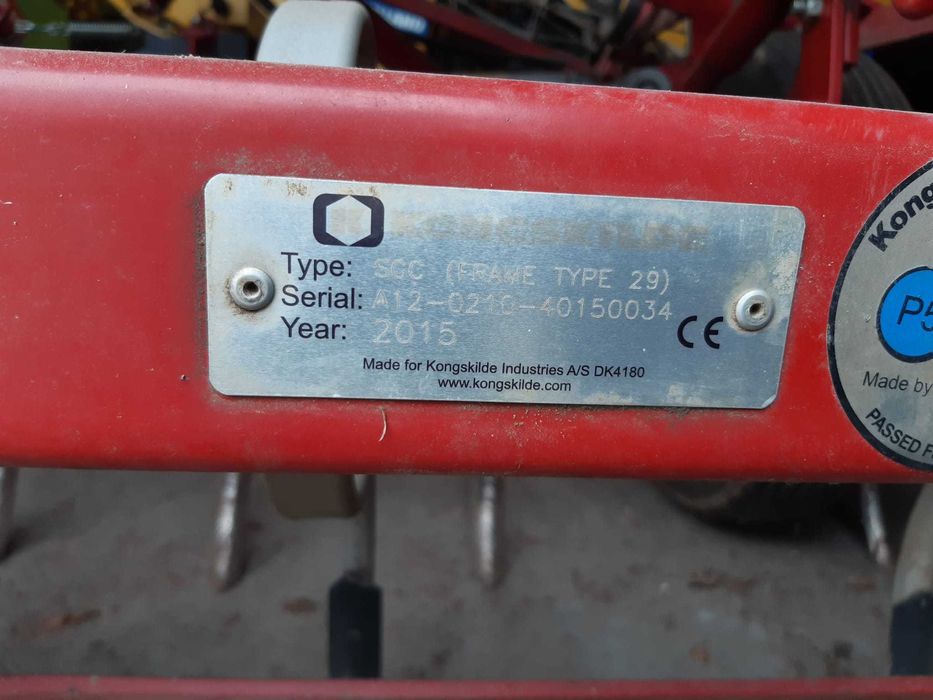 KONGSKILDE
Type: SGC (FRAME TYPE 29)
Serial: A12-0210-40150034
Year: 2015
CE
Made for Kongskilde Industries A/S DK4180
www.kongskilde.com
Kong
P5
Made by
PASSED F